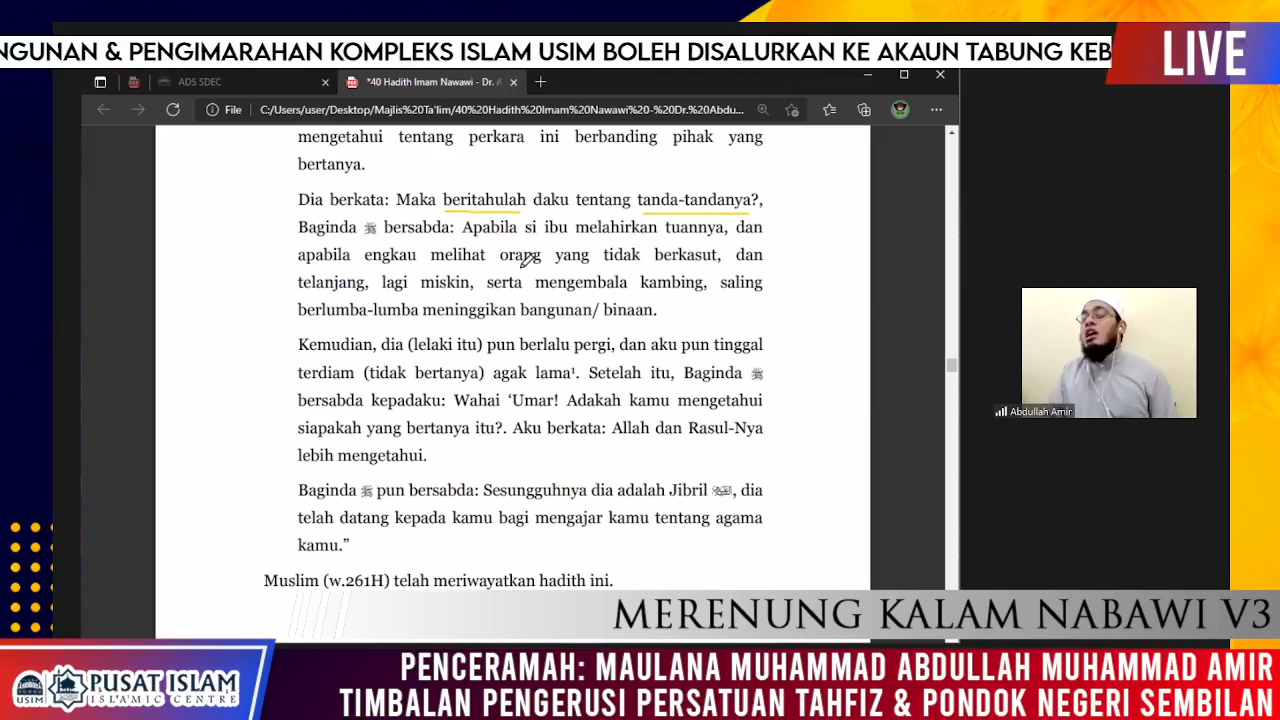 NGUNAN & PENGIMARAHAN KOMPLEKS ISLAM USIM BOLEH DISALURKAN KE AKAUN TABUNG KEB
LIVE
ADS SDEC
*40 Hadith Imam Nawawi - Dr. A
File
C:/Users/user/Desktop/Majlis%20Ta'lim/40%20Hadith%20Imam%20Nawawi%20-%20Dr.%20Abdu...
mengetahui tentang perkara ini berbanding pihak yang
bertanya.
Dia berkata: Maka beritahulah daku tentang tanda-tandanya?,
Baginda ﷺ bersabda: Apabila si ibu melahirkan tuannya, dan
apabila engkau melihat orang yang tidak berkasut, dan
telanjang, lagi miskin, serta mengembala kambing, saling
berlumba-lumba meninggikan bangunan/ binaan.
Kemudian, dia (lelaki itu) pun berlalu pergi, dan aku pun tinggal
terdiam (tidak bertanya) agak lama¹. Setelah itu, Baginda ﷺ
bersabda kepadaku: Wahai ‘Umar! Adakah kamu mengetahui
siapakah yang bertanya itu?. Aku berkata: Allah dan Rasul-Nya
lebih mengetahui.
Baginda ﷺ pun bersabda: Sesungguhnya dia adalah Jibril , dia
telah datang kepada kamu bagi mengajar kamu tentang agama
kamu.”
Muslim (w.261H) telah meriwayatkan hadith ini.
Abdullah Amir
MERENUNG KALAM NABAWI V3
PENCERAMAH: MAULANA MUHAMMAD ABDULLAH MUHAMMAD AMIR
TIMBALAN PENGERUSI PERSATUAN TAHFIZ & PONDOK NEGERI SEMBILAN
USIM
PUSAT ISLAM
ISLAMIC CENTRE